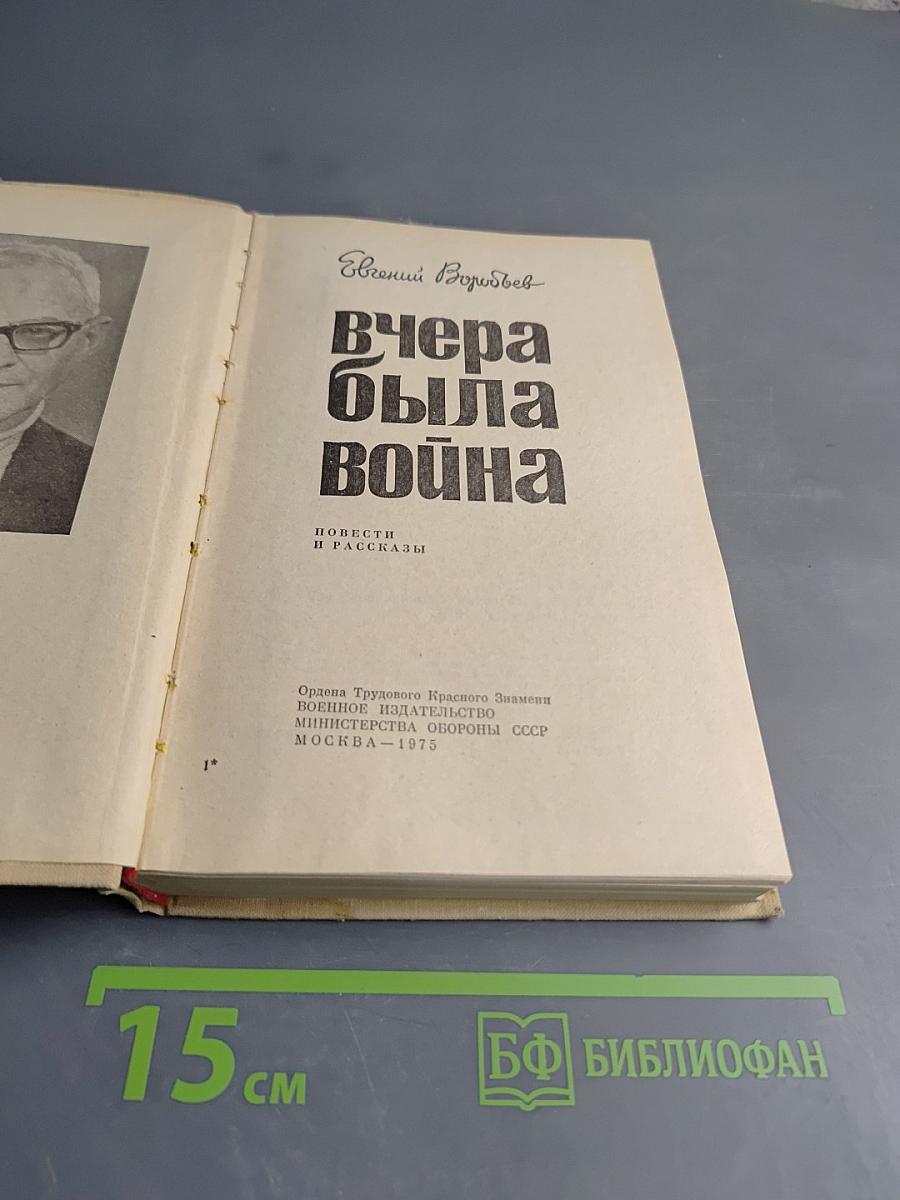 Евгений Воробьев
вчера
была
война
ПОВЕСТИ
И РАССКАЗЫ
Ордена Трудового Красного Знамени
ВОЕННОЕ ИЗДАТЕЛЬСТВО
МИНИСТЕРСТВА ОБОРОНЫ СССР
МОСКВА — 1975
1*
15 см
БФ БИБЛИОФАН